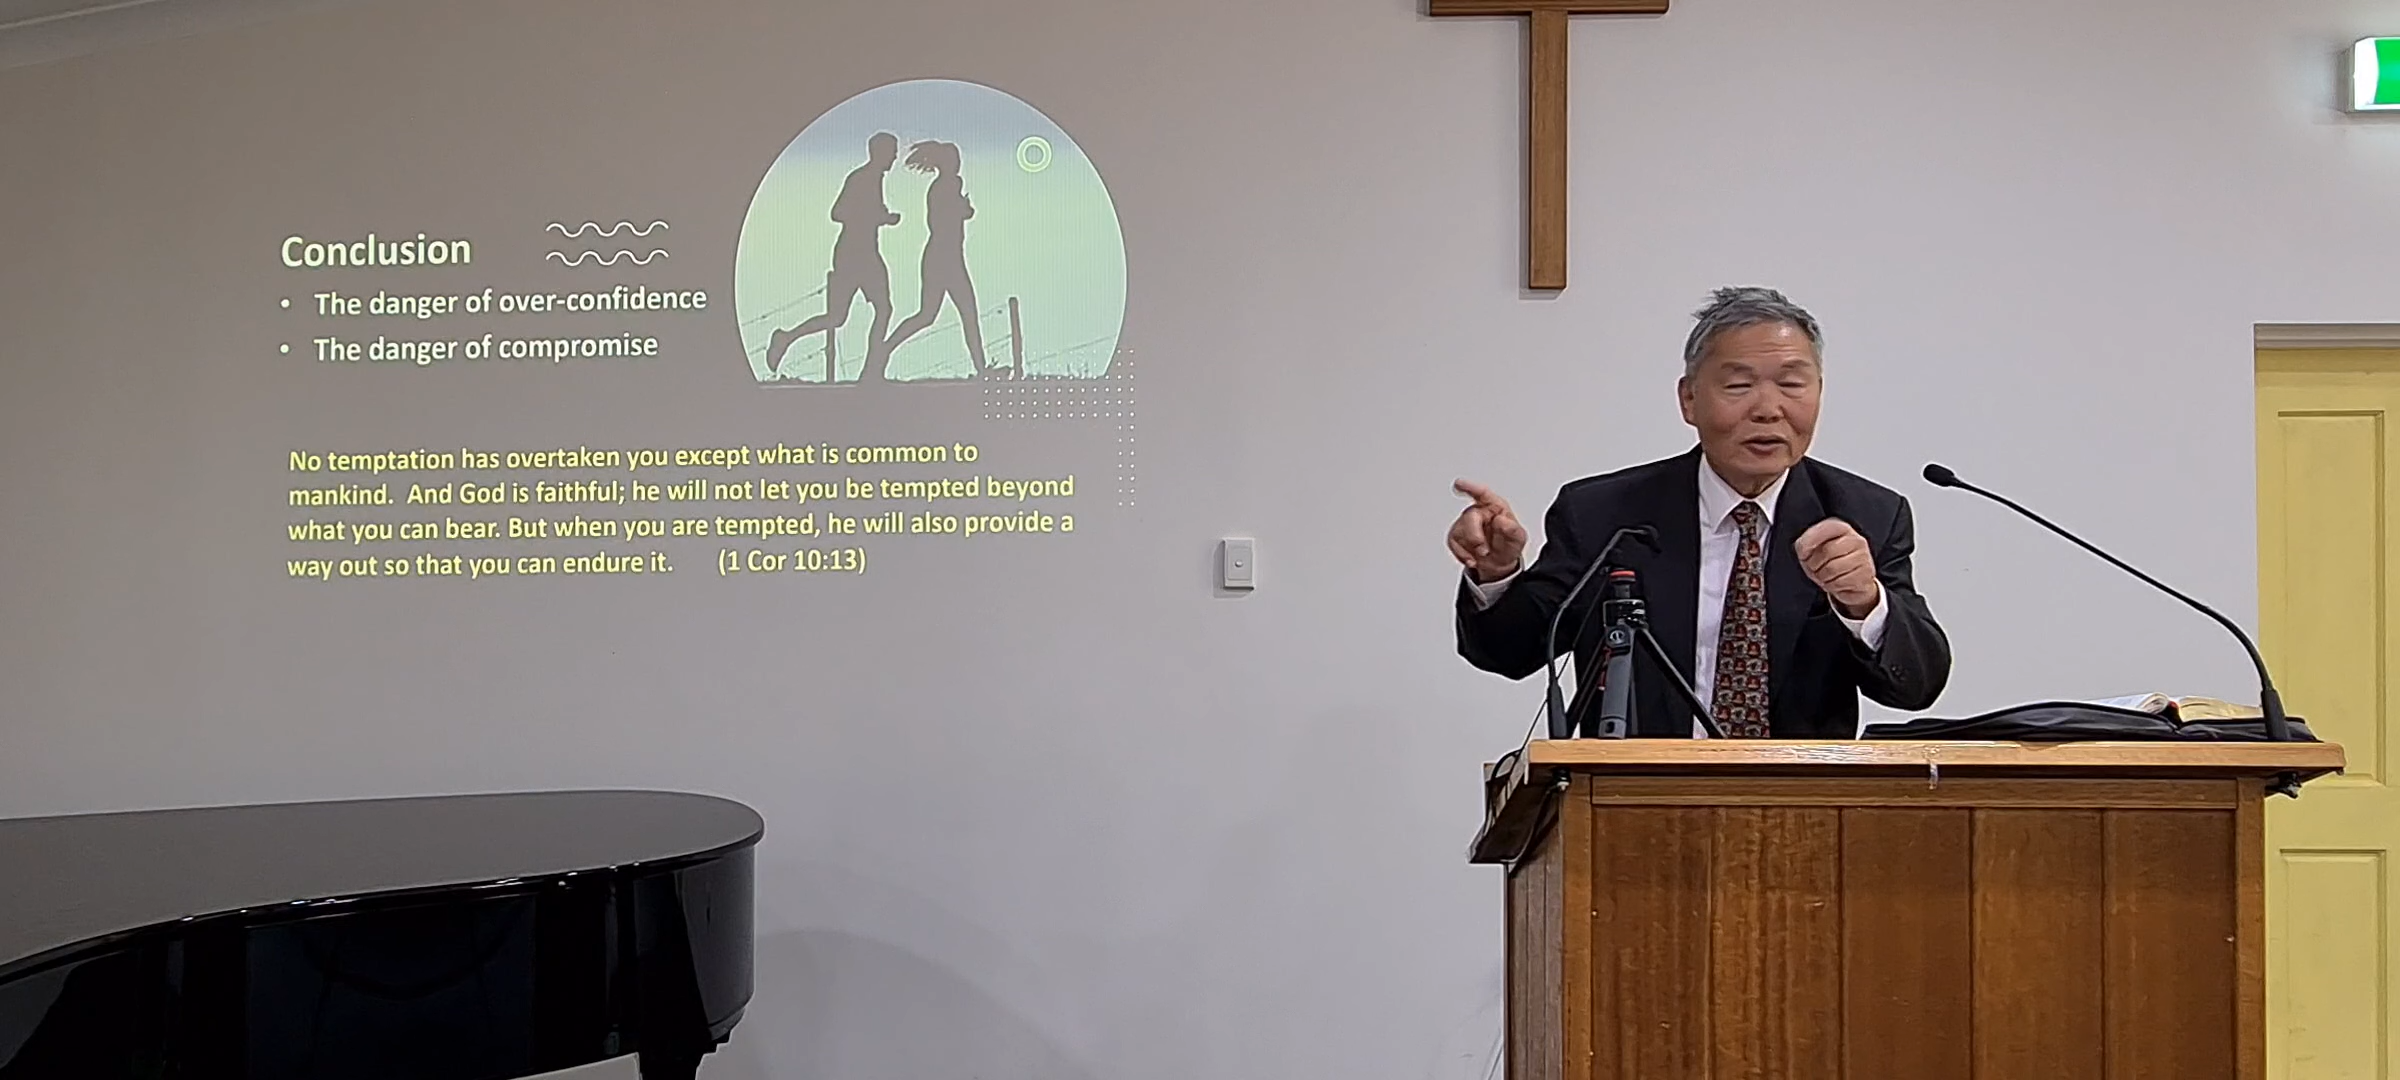 Conclusion
• The danger of over-confidence
• The danger of compromise
No temptation has overtaken you except what is common to
mankind.  And God is faithful; he will not let you be tempted beyond
what you can bear. But when you are tempted, he will also provide a
way out so that you can endure it.     (1 Cor 10:13)